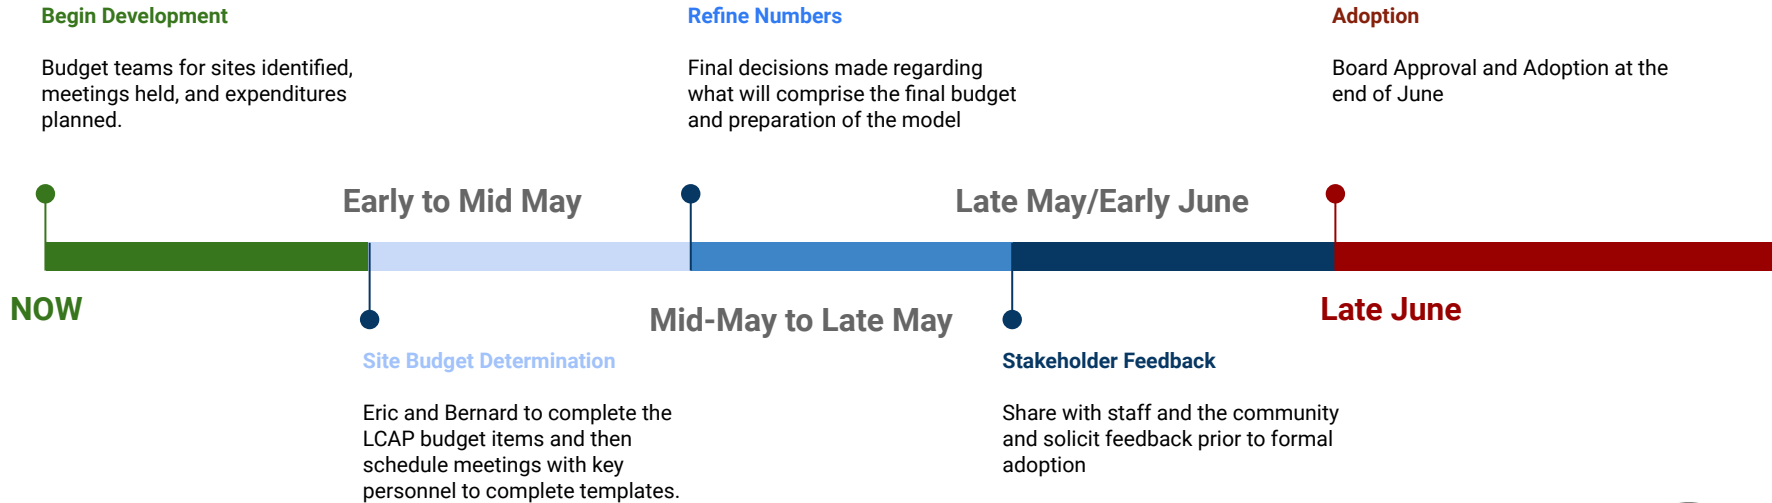 Begin Development
Budget teams for sites identified,
meetings held, and expenditures
planned.
Refine Numbers
Final decisions made regarding
what will comprise the final budget
and preparation of the model
Adoption
Board Approval and Adoption at the
end of June
Early to Mid May
Late May/Early June
NOW
Mid-May to Late May
Late June
Site Budget Determination
Eric and Bernard to complete the
LCAP budget items and then
schedule meetings with key
personnel to complete templates.
Stakeholder Feedback
Share with staff and the community
and solicit feedback prior to formal
adoption